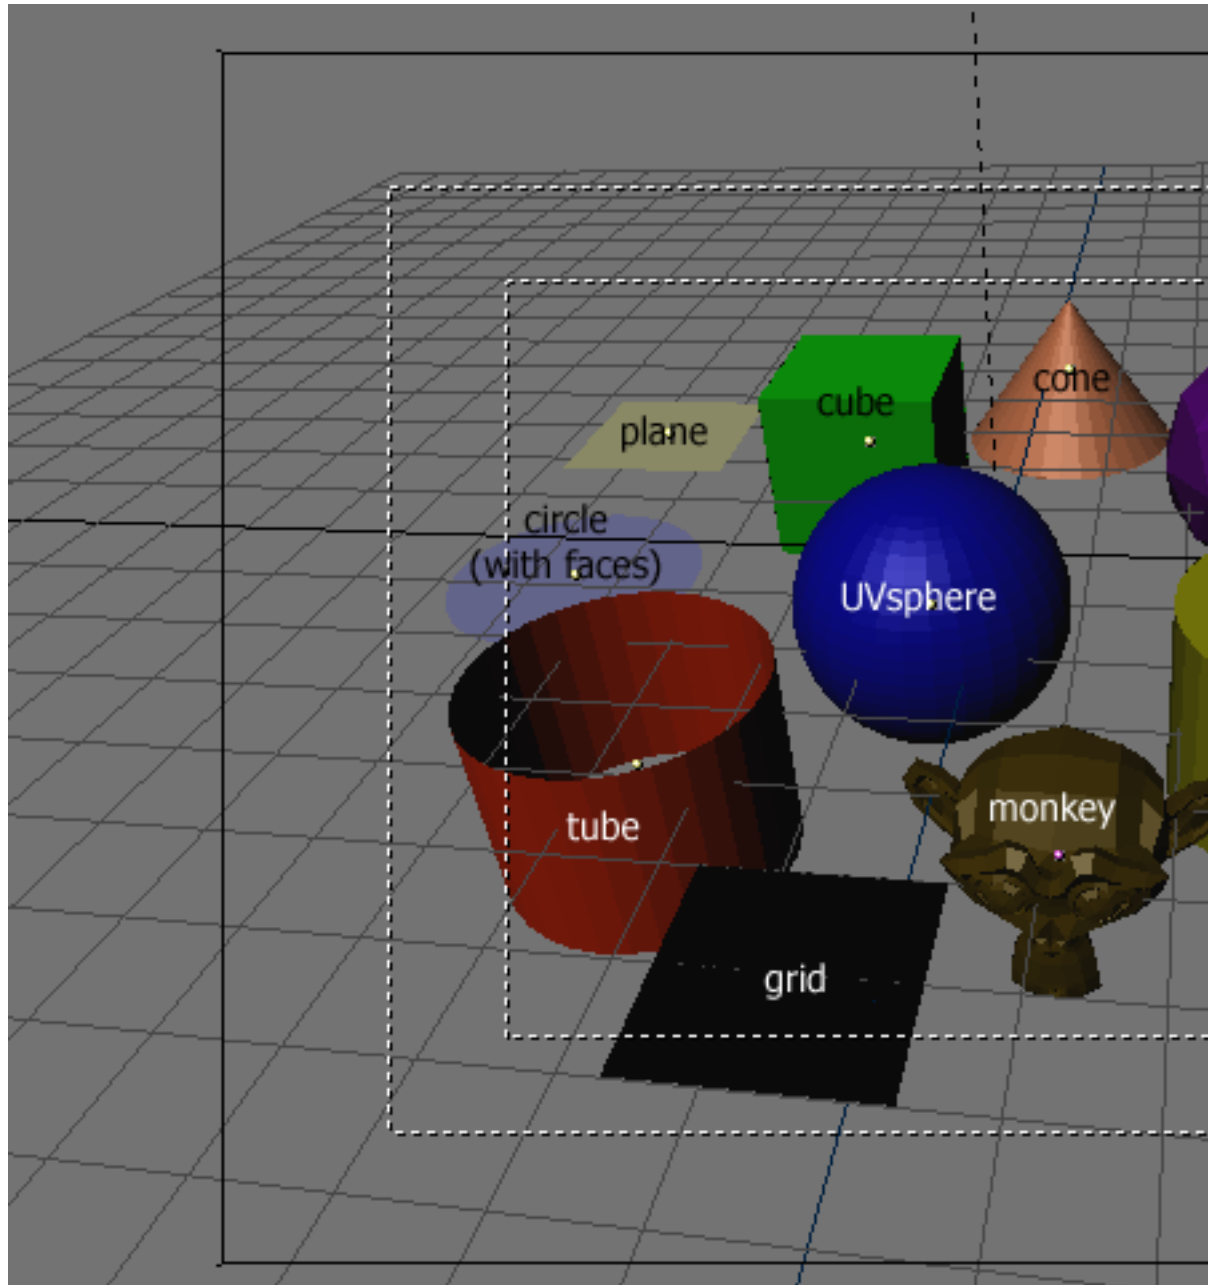 cone
cube
plane
circle
(with faces)
UVsphere
monkey
tube
grid